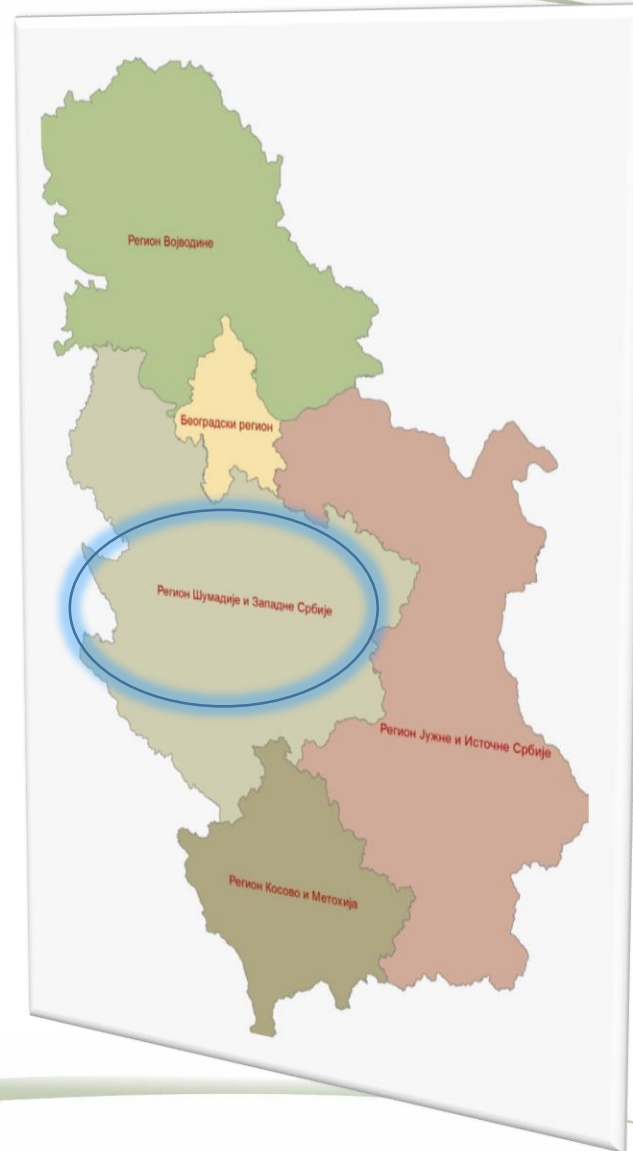 Регион Војводине
Београдски регион
Регион Шумадије и Западне Србије
Регион Јужне и Источне Србије
Регион Косово и Метохија